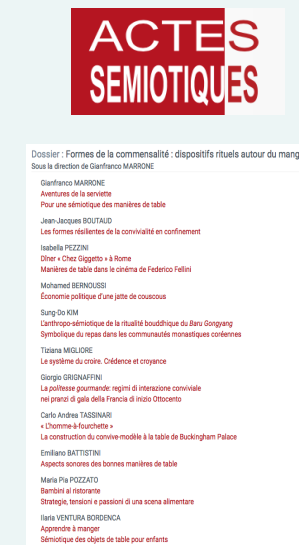 ACTES
SEMIOTIQUES
Dossier : Formes de la commensalité : dispositifs rituels autour du mang
Sous la direction de Gianfranco MARRONE
Gianfranco MARRONE
Aventures de la serviette
Pour une sémiotique des manières de table
Jean-Jacques BOUTAUD
Les formes résilientes de la convivialité en confinement
Isabella PEZZINI
Dîner « Chez Giggetto » à Rome
Manières de table dans le cinéma de Federico Fellini
Mohamed BERNOUSSI
Économie politique d'une jatte de couscous
Sung-Do KIM
L'anthropo-sémiotique de la ritualité bouddhique du Baru Gongyang
Symbolique du repas dans les communautés monastiques coréennes
Tiziana MIGLIORE
Le système du croire. Crédence et croyance
Giorgio GRIGNAFFINI
La politesse gourmande: regimi di interazione conviviale
nei pranzi di gala della Francia di inizio Ottocento
Carlo Andrea TASSINARI
« L'homme-à-fourchette »
La construction du convive-modèle à la table de Buckingham Palace
Emiliano BATTISTINI
Aspects sonores des bonnes manières de table
Maria Pia POZZATO
Bambini al ristorante
Strategie, tensioni e passioni di una scena alimentare
Ilaria VENTURA BORDENCA
Apprendre à manger
Sémiotique des objets de table pour enfants